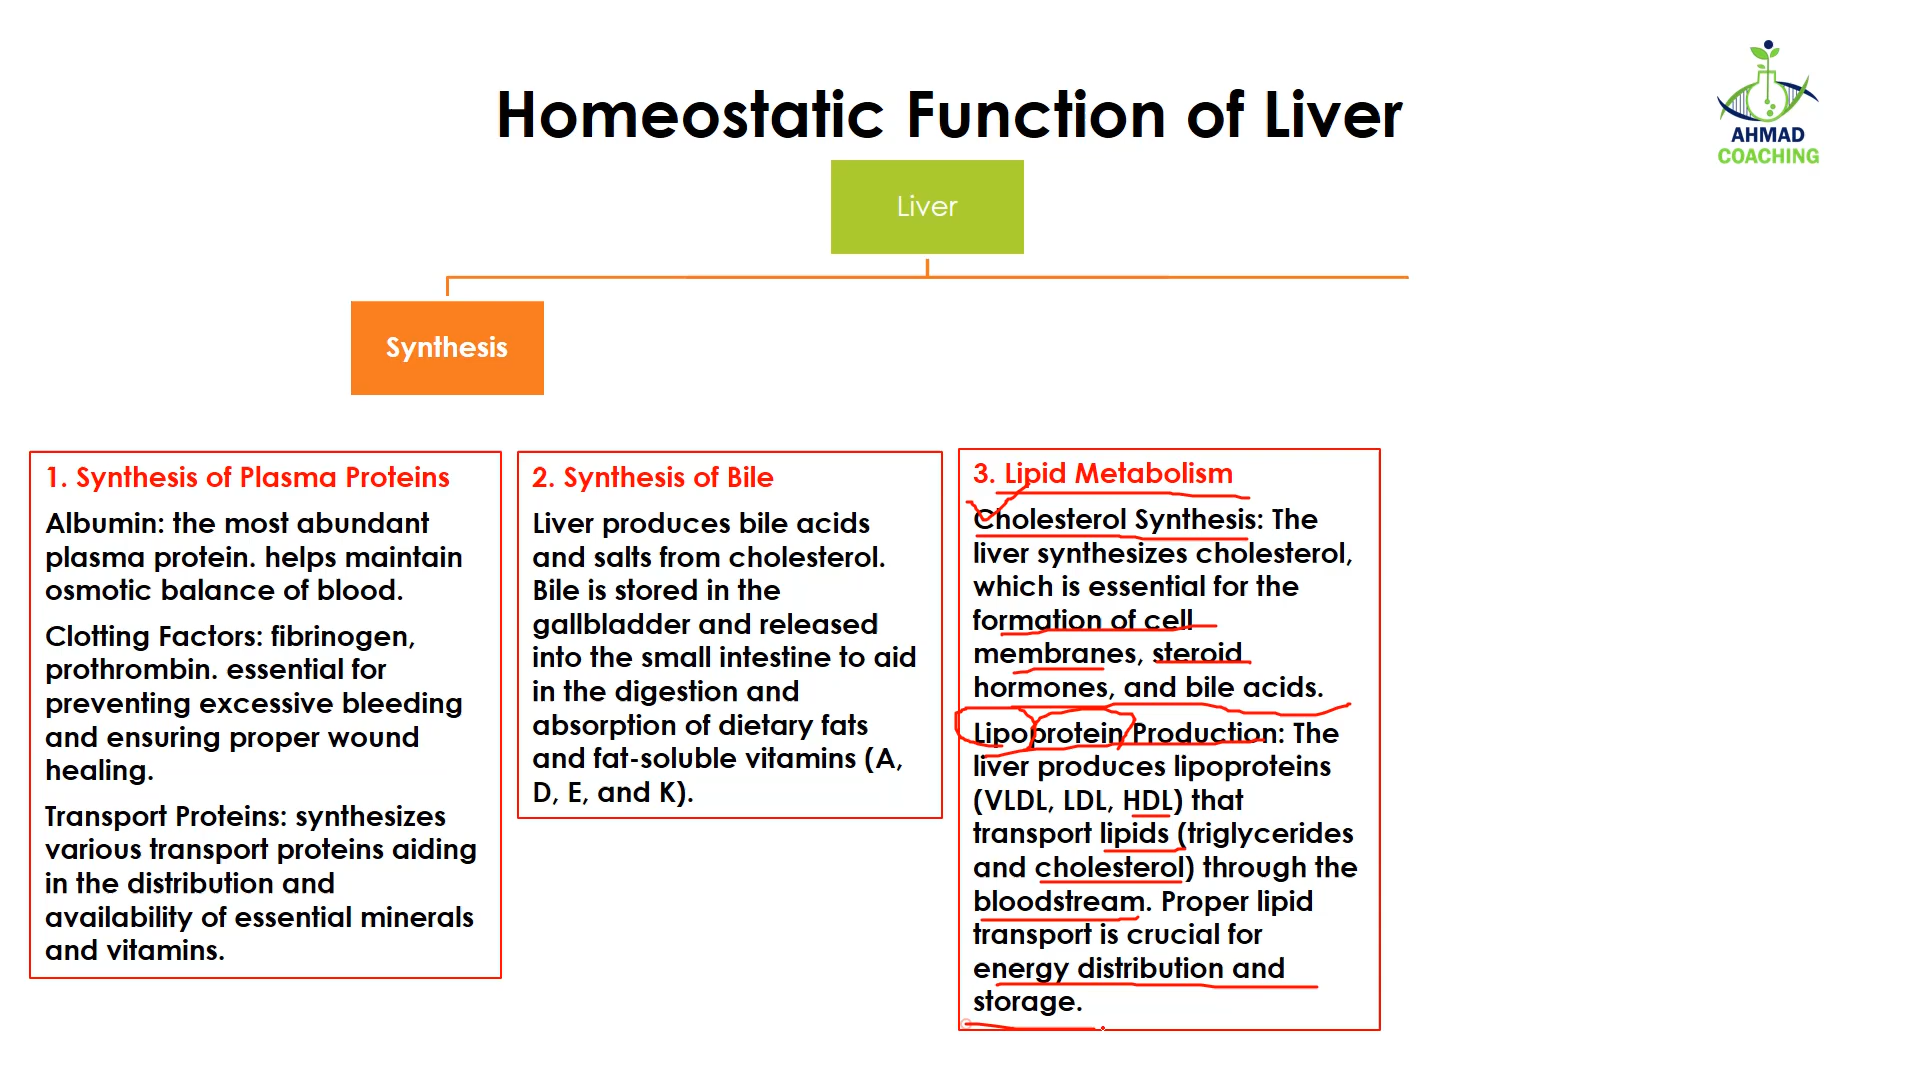 Homeostatic Function of Liver
AHMAD
COACHING
Liver
Synthesis
1. Synthesis of Plasma Proteins
Albumin: the most abundant
plasma protein. helps maintain
osmotic balance of blood.
Clotting Factors: fibrinogen,
prothrombin. essential for
preventing excessive bleeding
and ensuring proper wound
healing.
Transport Proteins: synthesizes
various transport proteins aiding
in the distribution and
availability of essential minerals
and vitamins.
2. Synthesis of Bile
Liver produces bile acids
and salts from cholesterol.
Bile is stored in the
gallbladder and released
into the small intestine to aid
in the digestion and
absorption of dietary fats
and fat-soluble vitamins (A,
D, E, and K).
3. Lipid Metabolism
Cholesterol Synthesis: The
liver synthesizes cholesterol,
which is essential for the
formation of cell
membranes, steroid
hormones, and bile acids.
Lipoprotein Production: The
liver produces lipoproteins
(VLDL, LDL, HDL) that
transport lipids (triglycerides
and cholesterol) through the
bloodstream. Proper lipid
transport is crucial for
energy distribution and
storage.